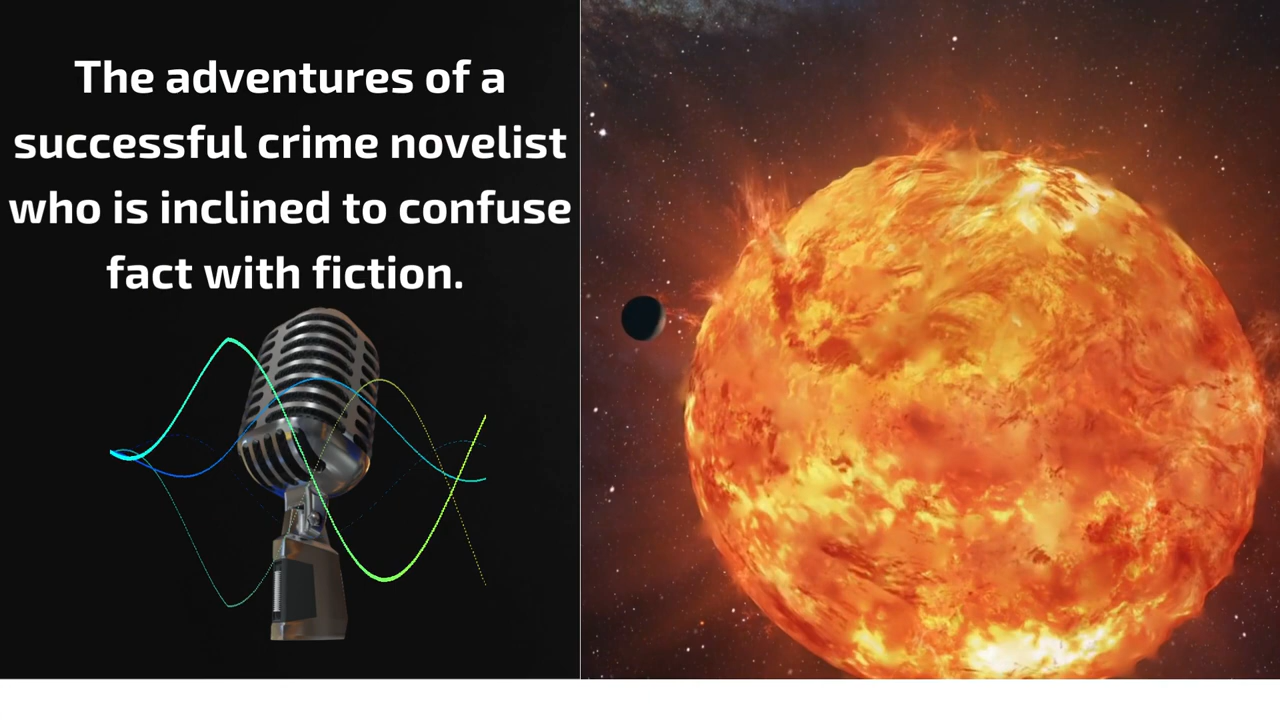 The adventures of a
successful crime novelist
who is inclined to confuse
fact with fiction.